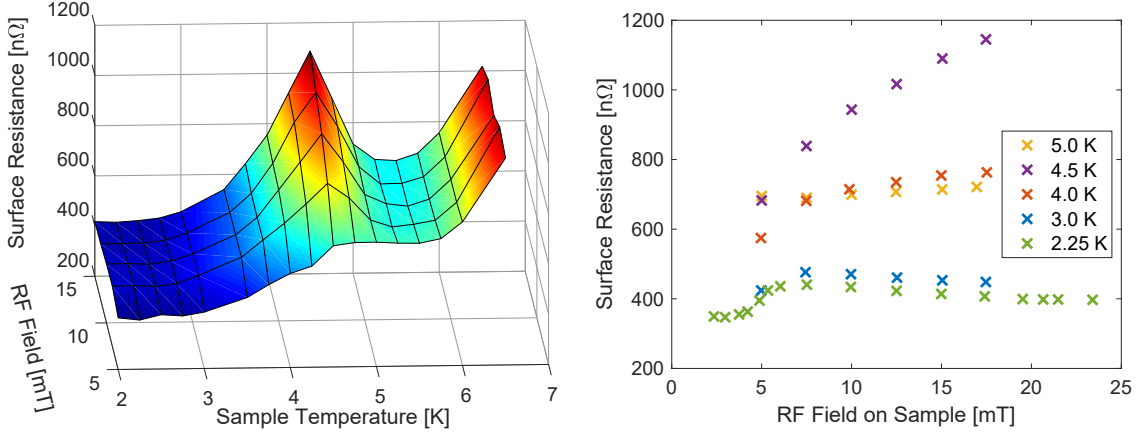 1200
1000
800
600
400
200
Surface Resistance [nΩ]
15
10
5
RF Field [mT]
2
3
4
5
6
7
Sample Temperature [K]
1200
1000
800
600
400
200
Surface Resistance [nΩ]
5.0 K
4.5 K
4.0 K
3.0 K
2.25 K
0
5
10
15
20
25
RF Field on Sample [mT]